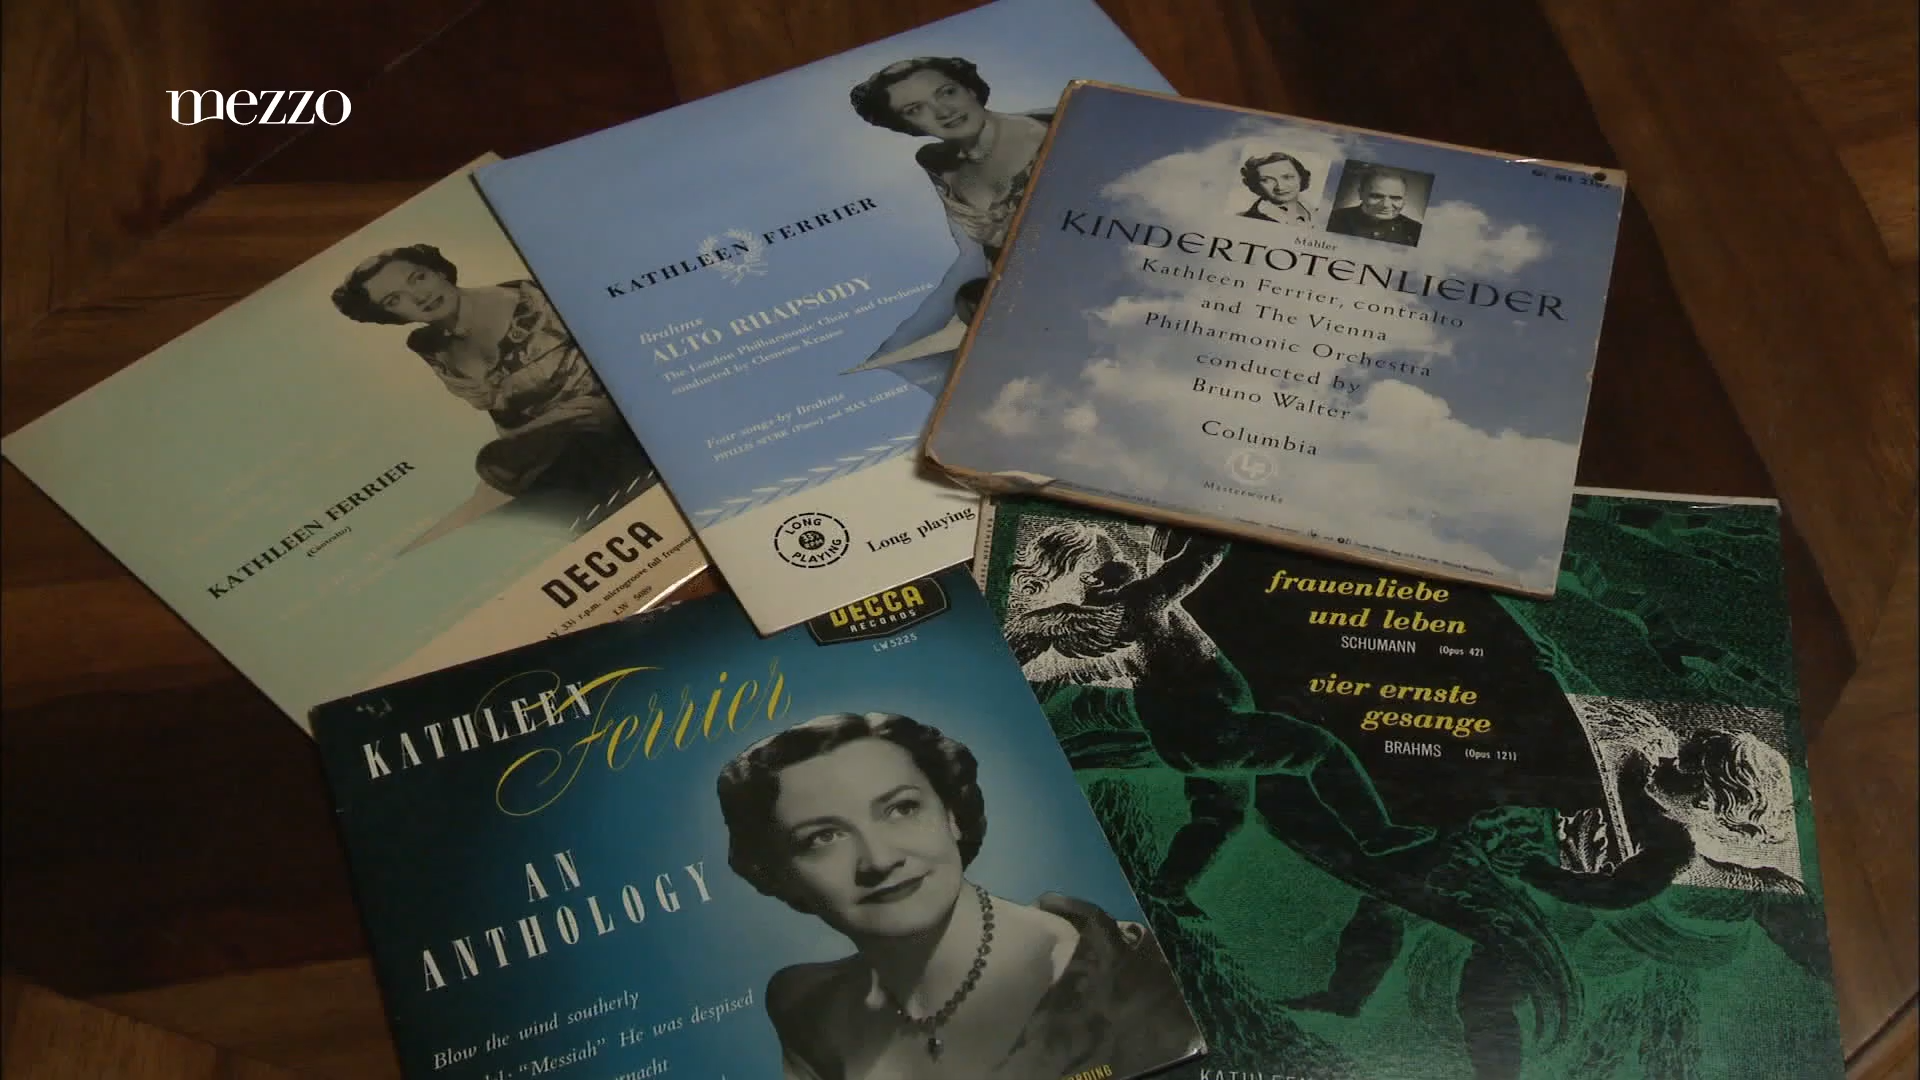 mezzo
KATHLEEN FERRIER
(Contralto)
DECCA
33⅓ r.p.m. microgroove full frequency
LW 5089
KATHLEEN FERRIER
Brahms
ALTO RHAPSODY
The London Philharmonic Choir and Orchestra
conducted by Clemens Krauss
Four songs by Brahms
PHYLLIS SPURR (Piano) and MAX GILBERT
LONG
PLAYING
Long playing
Mahler
KINDERTOTENLIEDER
Kathleen Ferrier, contralto
and The Vienna
Philharmonic Orchestra
conducted by
Bruno Walter
Columbia
LP
Masterworks
DECCA
RECORDS
LW 5225
KATHLEEN Ferrier
AN
ANTHOLOGY
Blow the wind southerly
"Messiah" He was despised
frauenliebe
und leben
SCHUMANN (Opus 42)
vier ernste
gesange
BRAHMS (Opus 121)